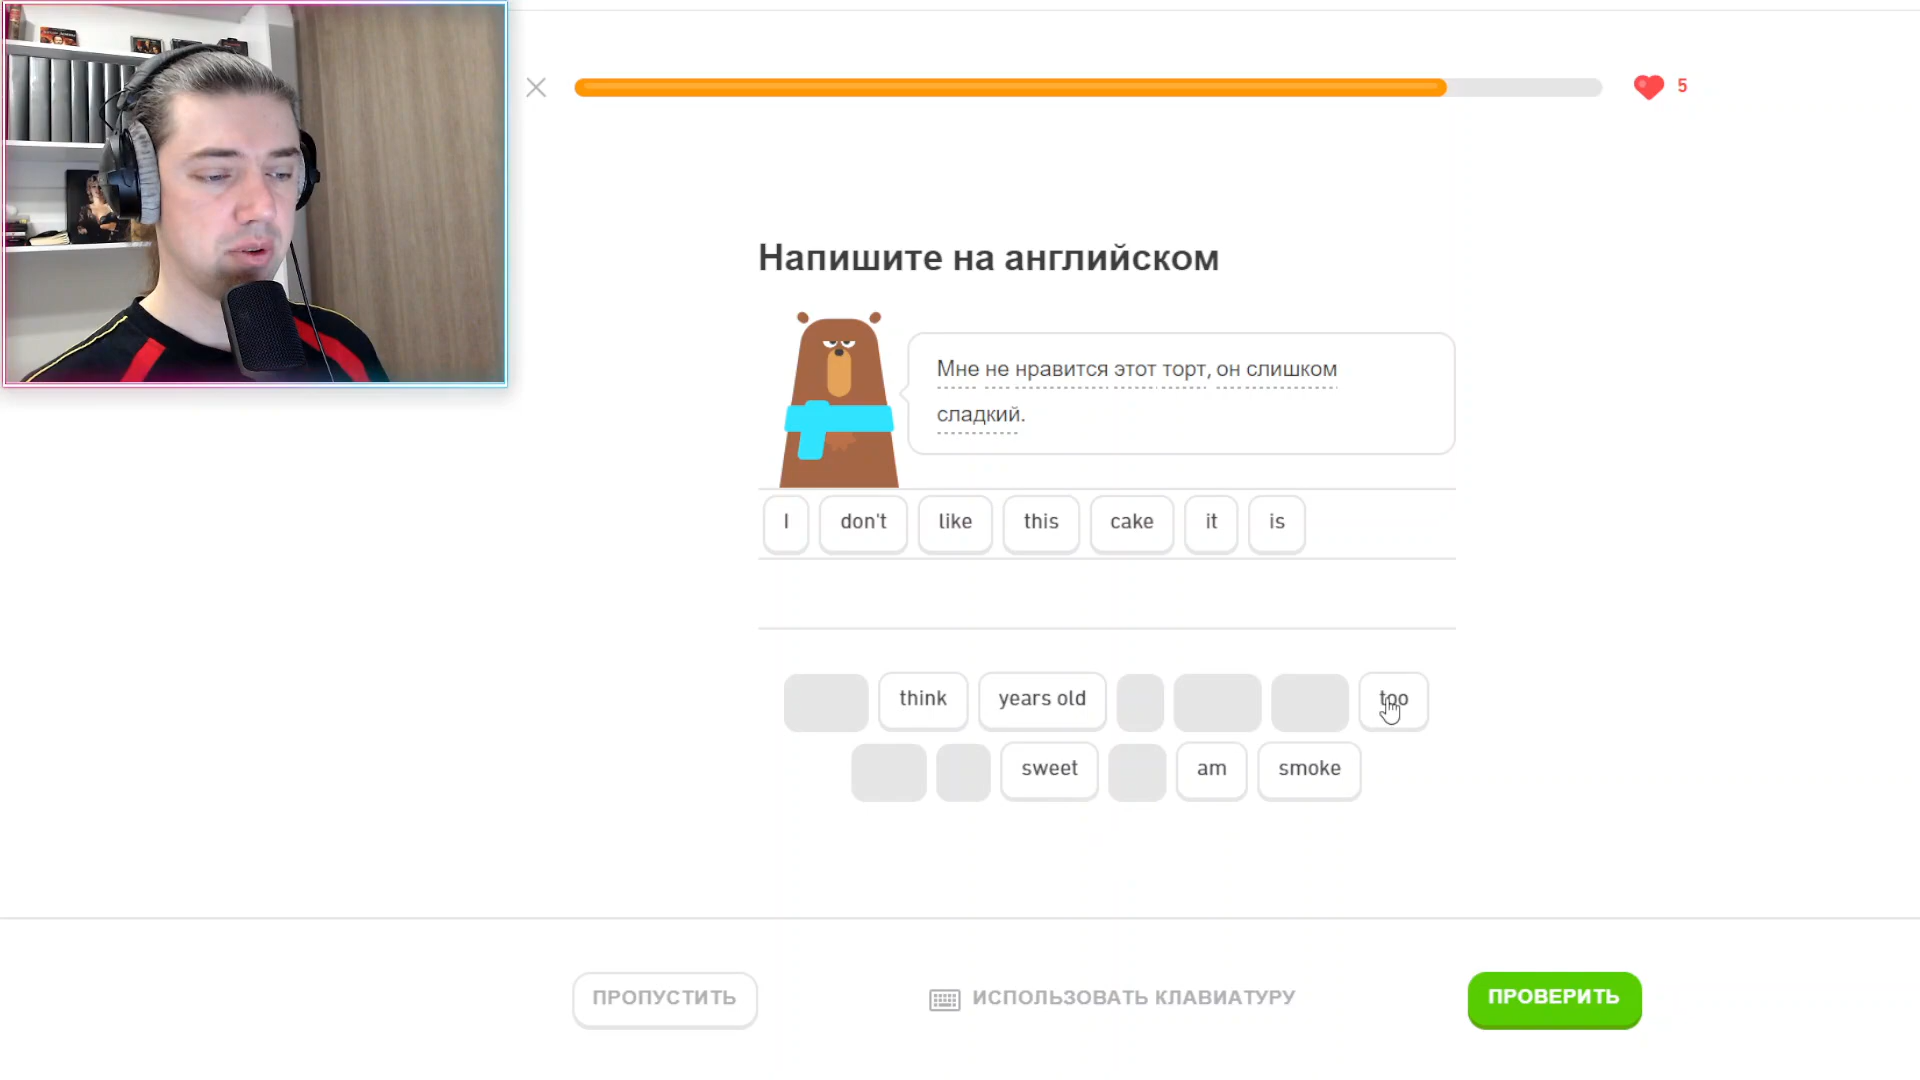 5
Напишите на английском
Мне не нравится этот торт, он слишком
сладкий.
I don't like this cake it is
think years old too
sweet am smoke
ПРОПУСТИТЬ ИСПОЛЬЗОВАТЬ КЛАВИАТУРУ ПРОВЕРИТЬ